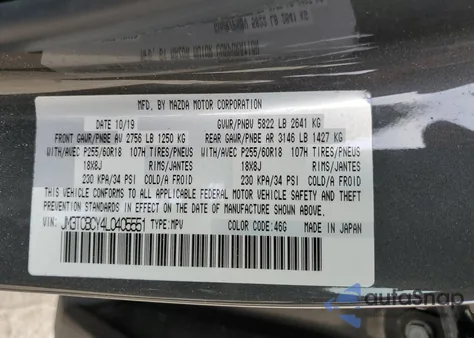 MFD. BY MAZDA MOTOR CORPORATION
DATE 10/19 GVWR/PNBV 5822 LB 2641 KG
FRONT GAWR/PNBE AV 2756 LB 1250 KG REAR GAWR/PNBE AR 3146 LB 1427 KG
WITH/AVEC P255/60R18 107H TIRES/PNEUS WITH/AVEC P255/60R18 107H TIRES/PNEUS
18X8J RIMS/JANTES 18X8J RIMS/JANTES
230 KPA/34 PSI COLD/A FROID 230 KPA/34 PSI COLD/A FROID
THIS VEHICLE CONFORMS TO ALL APPLICABLE FEDERAL MOTOR VEHICLE SAFETY, BUMPER, AND THEFT
PREVENTION STANDARDS IN EFFECT ON THE DATE OF MANUFACTURE SHOWN ABOVE.
VIN: JM3TCBCY4L0405551 TYPE:MPV COLOR CODE:46G MADE IN JAPAN
autoSnap